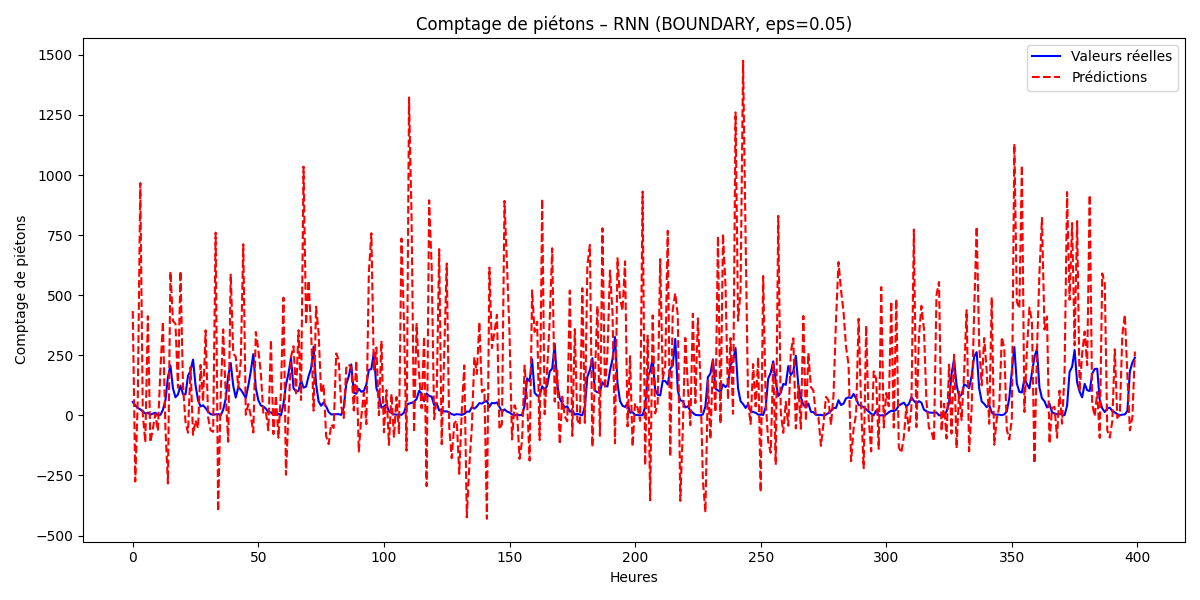 Comptage de piétons – RNN (BOUNDARY, eps=0.05)
Valeurs réelles
Prédictions
Comptage de piétons
1500
1250
1000
750
500
250
0
−250
−500
0 50 100 150 200 250 300 350 400
Heures